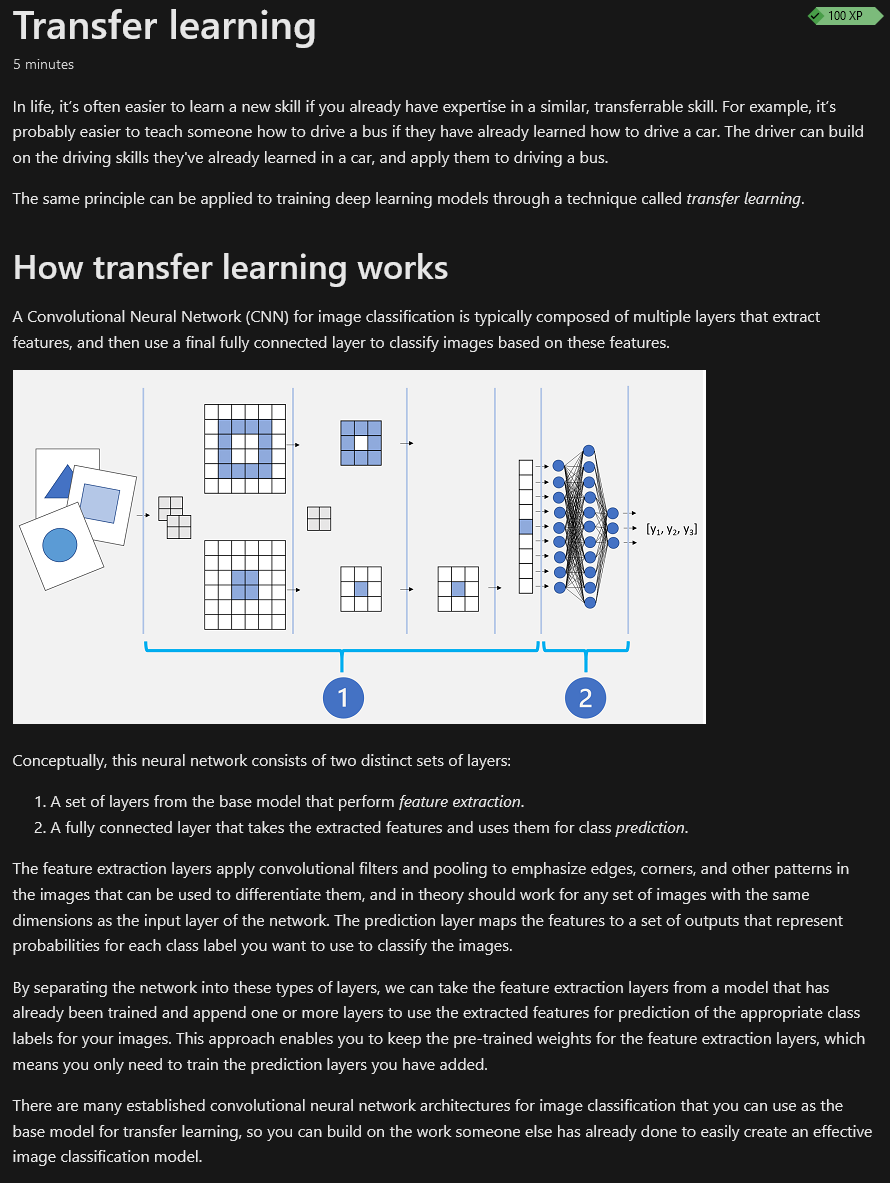 Transfer learning
100 XP
5 minutes
In life, it’s often easier to learn a new skill if you already have expertise in a similar, transferrable skill. For example, it’s
probably easier to teach someone how to drive a bus if they have already learned how to drive a car. The driver can build
on the driving skills they've already learned in a car, and apply them to driving a bus.
The same principle can be applied to training deep learning models through a technique called transfer learning.
How transfer learning works
A Convolutional Neural Network (CNN) for image classification is typically composed of multiple layers that extract
features, and then use a final fully connected layer to classify images based on these features.
[y₁, y₂, y₃]
1
2
Conceptually, this neural network consists of two distinct sets of layers:
1. A set of layers from the base model that perform feature extraction.
2. A fully connected layer that takes the extracted features and uses them for class prediction.
The feature extraction layers apply convolutional filters and pooling to emphasize edges, corners, and other patterns in
the images that can be used to differentiate them, and in theory should work for any set of images with the same
dimensions as the input layer of the network. The prediction layer maps the features to a set of outputs that represent
probabilities for each class label you want to use to classify the images.
By separating the network into these types of layers, we can take the feature extraction layers from a model that has
already been trained and append one or more layers to use the extracted features for prediction of the appropriate class
labels for your images. This approach enables you to keep the pre-trained weights for the feature extraction layers, which
means you only need to train the prediction layers you have added.
There are many established convolutional neural network architectures for image classification that you can use as the
base model for transfer learning, so you can build on the work someone else has already done to easily create an effective
image classification model.